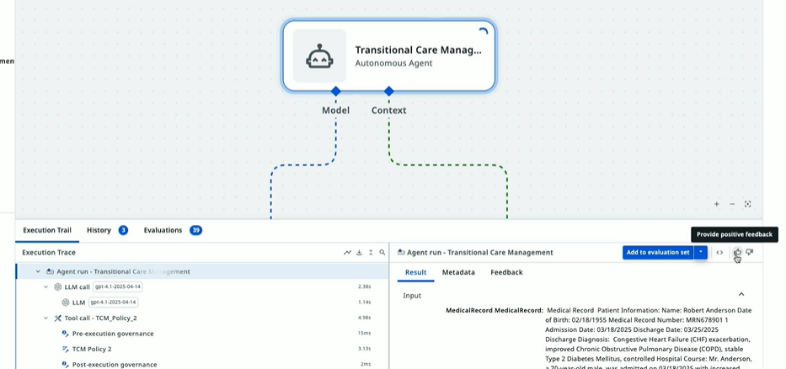 Transitional Care Manag...
Autonomous Agent
men
Model
Context
Execution Trail
History
3
Evaluations
39
Provide positive feedback
Execution Trace
Agent run - Transitional Care Management
Add to evaluation set
Agent run - Transitional Care Management
LLM call
gpt-4.1-2025-04-14
2.36s
LLM
gpt-4.1-2025-04-14
1.14s
Tool call - TCM_Policy_2
4.98s
Pre-execution governance
15ms
TCM Policy 2
3.13s
Post-execution governance
2ms
Result
Metadata
Feedback
Input
MedicalRecord MedicalRecord:
Medical Record Patient Information: Name: Robert Anderson Date
of Birth: 02/18/1955 Medical Record Number: MRN678901 1
Admission Date: 03/18/2025 Discharge Date: 03/25/2025
Discharge Diagnosis: Congestive Heart Failure (CHF) exacerbation,
improved Chronic Obstructive Pulmonary Disease (COPD), stable
Type 2 Diabetes Mellitus, controlled Hospital Course: Mr. Anderson,
a 70-year-old male, was admitted on 03/18/2025 with increased